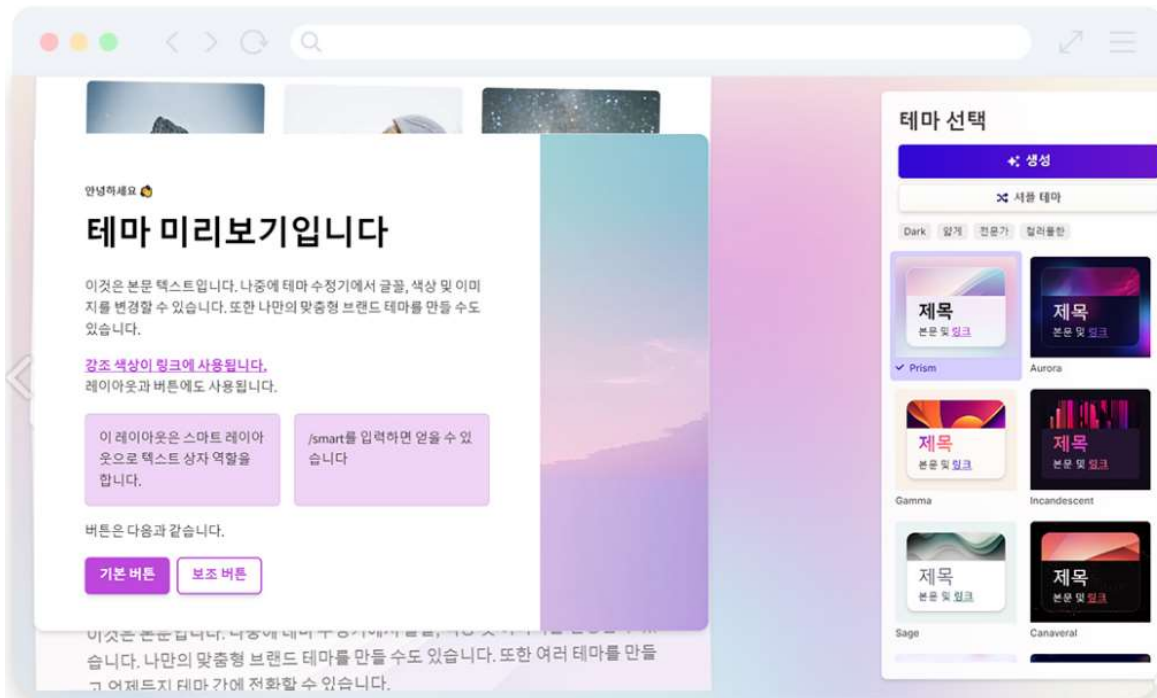 안녕하세요
테마 미리보기입니다
이것은 본문 텍스트입니다. 나중에 테마 수정기에서 글꼴, 색상 및 이미
지를 변경할 수 있습니다. 또한 나만의 맞춤형 브랜드 테마를 만들 수도
있습니다.
강조 색상이 링크에 사용됩니다.
레이아웃과 버튼에도 사용됩니다.
이 레이아웃은 스마트 레이아
웃으로 텍스트 상자 역할을
합니다.
/smart를 입력하면 얻을 수 있
습니다
버튼은 다음과 같습니다.
기본 버튼
보조 버튼
습니다. 나만의 맞춤형 브랜드 테마를 만들 수도 있습니다. 또한 여러 테마를 만들
고 언제든지 테마 간에 전환할 수 있습니다.
테마 선택
생성
셔플 테마
Dark 얇게 전문가 컬러풀한
제목
본문 및 링크
Prism
제목
본문 및 링크
Aurora
제목
본문 및 링크
Gamma
제목
본문 및 링크
Incandescent
제목
본문 및 링크
Sage
제목
본문 및 링크
Canaveral